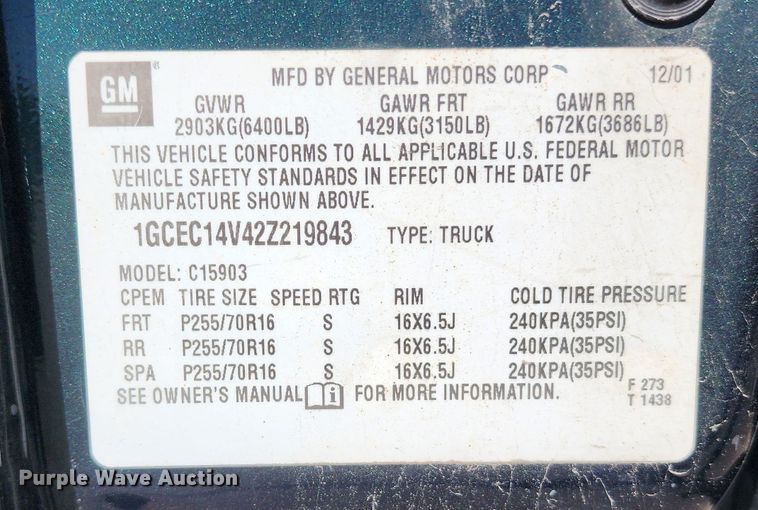 GM® MFD BY GENERAL MOTORS CORP 12/01
GVWR GAWR FRT GAWR RR
2903KG(6400LB) 1429KG(3150LB) 1672KG(3686LB)
THIS VEHICLE CONFORMS TO ALL APPLICABLE U.S. FEDERAL MOTOR
VEHICLE SAFETY STANDARDS IN EFFECT ON THE DATE OF
MANUFACTURE SHOWN ABOVE.
1GCEC14V42Z219843 TYPE: TRUCK
MODEL: C15903
CPEM TIRE SIZE SPEED RTG RIM COLD TIRE PRESSURE
FRT P255/70R16 S 16X6.5J 240KPA(35PSI)
RR P255/70R16 S 16X6.5J 240KPA(35PSI)
SPA P255/70R16 S 16X6.5J 240KPA(35PSI)
SEE OWNER'S MANUAL FOR MORE INFORMATION.
F 273
T 1438
Purple Wave Auction